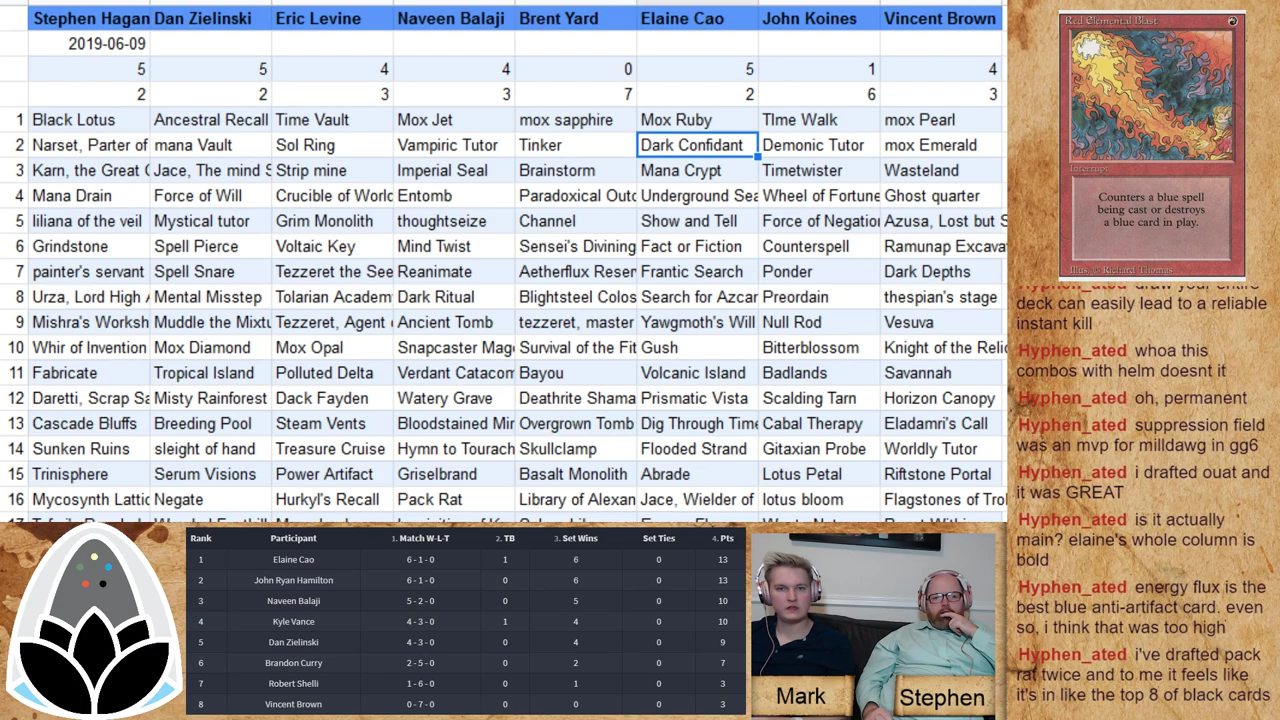 Stephen Hagan Dan Zielinski Eric Levine Naveen Balaji Brent Yard Elaine Cao John Koines Vincent Brown
2019-06-09
5 5 4 4 0 5 1 4
2 2 3 3 7 2 6 3
1 Black Lotus Ancestral Recall Time Vault Mox Jet mox sapphire Mox Ruby TIme Walk mox Pearl
2 Narset, Parter of mana Vault Sol Ring Vampiric Tutor Tinker Dark Confidant Demonic Tutor mox Emerald
3 Karn, the Great Jace, The mind Strip mine Imperial Seal Brainstorm Mana Crypt Timetwister Wasteland
4 Mana Drain Force of Will Crucible of World Entomb Paradoxical Outc Underground Sea Wheel of Fortune Ghost quarter
5 liliana of the veil Mystical tutor Grim Monolith thougntseize Channel Show and Tell Force of Negation Azusa, Lost but S
6 Grindstone Spell Pierce Voltaic Key Mind Twist Sensei's Divining Fact or Fiction Counterspell Ramunap Excava
7 painter's servant Spell Snare Tezzeret the See Reanimate Aetherflux Reser Frantic Search Ponder Dark Depths
8 Urza, Lord High Mental Misstep Tolarian Academ Dark Ritual Blightsteel Colos Search for Azcan Preordain thespian's stage
9 Mishra's Worksh Muddle the Mixtu Tezzeret, Agent Ancient Tomb tezzeret, master Yawgmoth's Will Null Rod Vesuva
10 Whir of Invention Mox Diamond Mox Opal Snapcaster Mag Survival of the Fit Gush Bitterblossom Knight of the Relic
11 Fabricate Tropical Island Polluted Delta Verdant Catacom Bayou Volcanic Island Badlands Savannah
12 Daretti, Scrap Sa Misty Rainforest Dack Fayden Watery Grave Deathrite Shama Prismatic Vista Scalding Tarn Horizon Canopy
13 Cascade Bluffs Breeding Pool Steam Vents Bloodstained Mir Overgrown Tomb Dig Through Time Cabal Therapy Eladamri's Call
14 Sunken Ruins sleight of hand Treasure Cruise Hymn to Tourach Skullclamp Flooded Strand Gitaxian Probe Worldly Tutor
15 Trinisphere Serum Visions Power Artifact Griselbrand Basalt Monolith Abrade Lotus Petal Riftstone Portal
16 Mycosynth Lattic Negate Hurkyl's Recall Pack Rat Library of Alexan Jace, Wielder of lotus bloom Flagstones of Tro
Red Elemental Blast
Interrupt
Counters a blue spell
being cast or destroys
a blue card in play.
Illus. © Richard Thomas
Hyphen_ated draw your entire
deck can easily lead to a reliable
instant kill
Hyphen_ated whoa this
combos with helm doesnt it
Hyphen_ated oh, permanent
Hyphen_ated suppression field
was an mvp for milldawg in gg6
Hyphen_ated i drafted ouat and
it was GREAT
Hyphen_ated is it actually
main? elaine's whole column is
bold
Hyphen_ated energy flux is the
best blue anti-artifact card. even
so, i think that was too high
Hyphen_ated i've drafted pack
rat twice and to me it feels like
it's in like the top 8 of black cards
Rank Participant 1. Match W-L-T 2. TB 3. Set Wins Set Ties 4. Pts
1 Elaine Cao 6 - 1 - 0 1 6 0 13
2 John Ryan Hamilton 6 - 1 - 0 0 6 0 13
3 Naveen Balaji 5 - 2 - 0 0 5 0 10
4 Kyle Vance 4 - 3 - 0 1 4 0 10
5 Dan Zielinski 4 - 3 - 0 0 4 0 9
6 Brandon Curry 2 - 5 - 0 0 2 0 7
7 Robert Shelli 1 - 6 - 0 0 1 0 3
8 Vincent Brown 0 - 7 - 0 0 0 0 3
Mark
Stephen